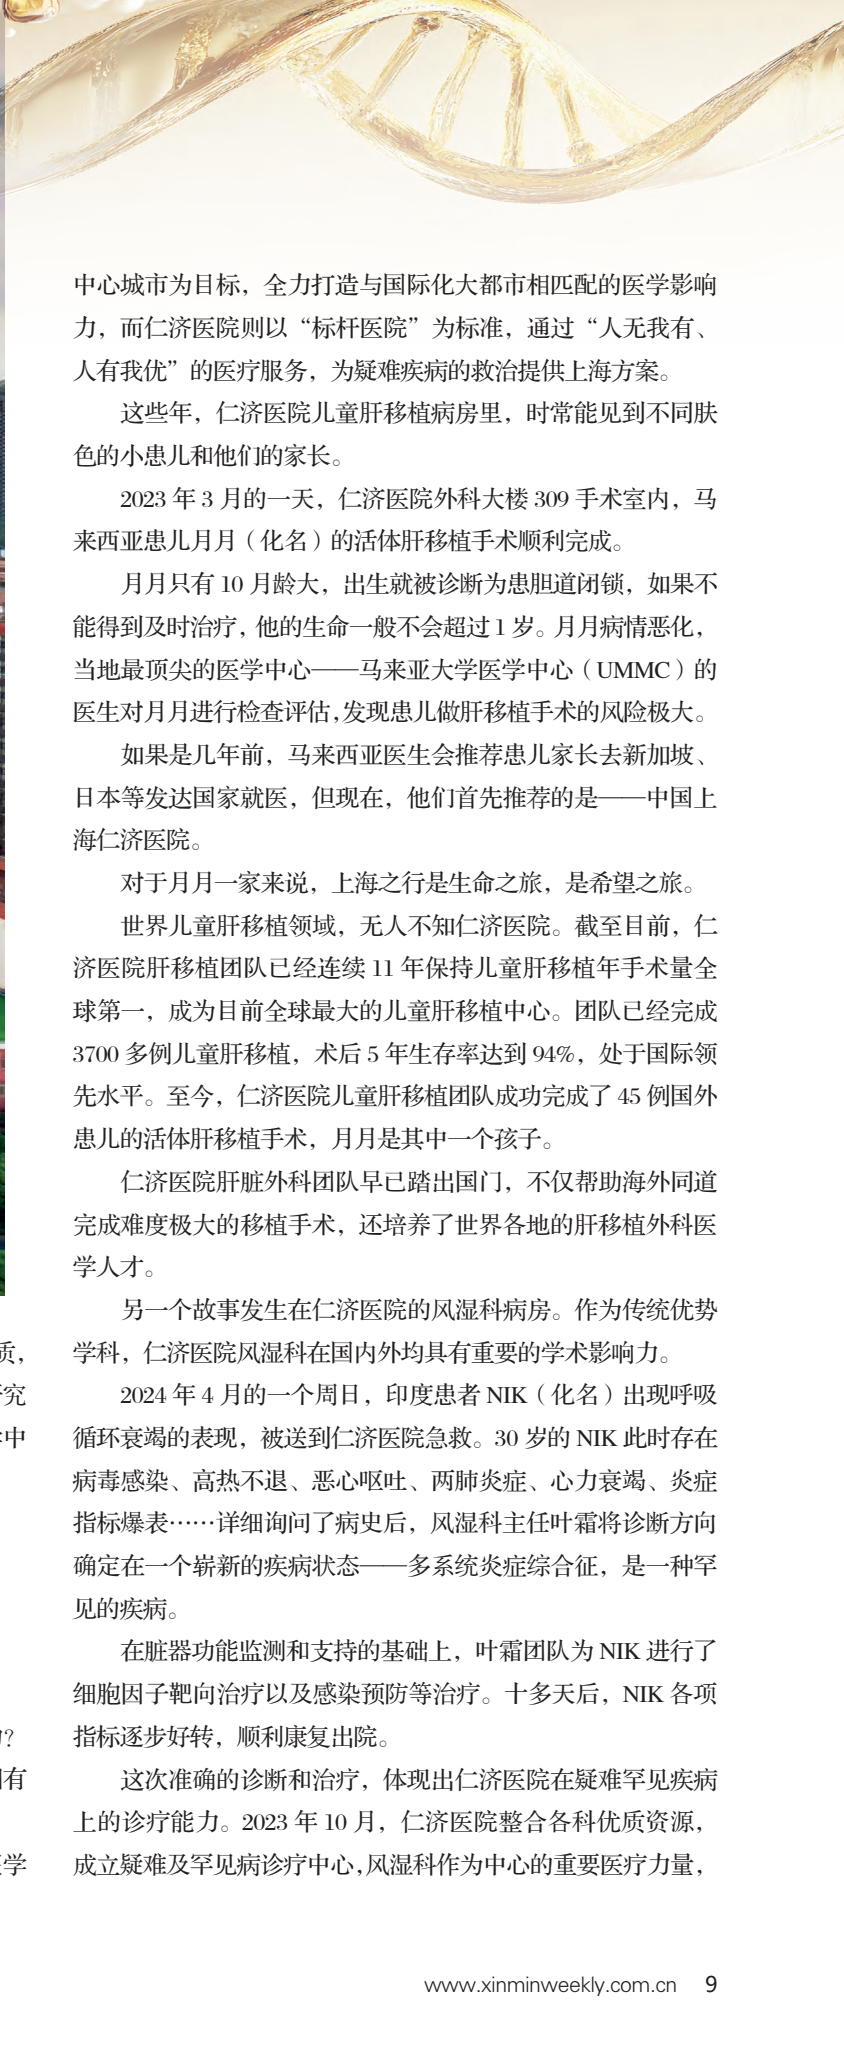 中心城市为目标，全力打造与国际化大都市相匹配的医学影响
力，而仁济医院则以“标杆医院”为标准，通过“人无我有、
人有我优”的医疗服务，为疑难疾病的救治提供上海方案。
这些年，仁济医院儿童肝移植病房里，时常能见到不同肤
色的小患儿和他们的家长。
2023 年 3 月的一天，仁济医院外科大楼 309 手术室内，马
来西亚患儿月月（化名）的活体肝移植手术顺利完成。
月月只有 10 月龄大，出生就被诊断为患胆道闭锁，如果不
能得到及时治疗，他的生命一般不会超过 1 岁。月月病情恶化，
当地最顶尖的医学中心——马来亚大学医学中心（UMMC）的
医生对月月进行检查评估，发现患儿做肝移植手术的风险极大。
如果是几年前，马来西亚医生会推荐患儿家长去新加坡、
日本等发达国家就医，但现在，他们首先推荐的是——中国上
海仁济医院。
对于月月一家来说，上海之行是生命之旅，是希望之旅。
世界儿童肝移植领域，无人不知仁济医院。截至目前，仁
济医院肝移植团队已经连续 11 年保持儿童肝移植年手术量全
球第一，成为目前全球最大的儿童肝移植中心。团队已经完成
3700 多例儿童肝移植，术后 5 年生存率达到 94%，处于国际领
先水平。至今，仁济医院儿童肝移植团队成功完成了 45 例国外
患儿的活体肝移植手术，月月是其中一个孩子。
仁济医院肝脏外科团队早已踏出国门，不仅帮助海外同道
完成难度极大的移植手术，还培养了世界各地的肝移植外科医
学人才。
另一个故事发生在仁济医院的风湿科病房。作为传统优势
学科，仁济医院风湿科在国内外均具有重要的学术影响力。
2024 年 4 月的一个周日，印度患者 NIK（化名）出现呼吸
循环衰竭的表现，被送到仁济医院急救。30 岁的 NIK 此时存在
病毒感染、高热不退、恶心呕吐、两肺炎症、心力衰竭、炎症
指标爆表……详细询问了病史后，风湿科主任叶霜将诊断方向
确定在一个崭新的疾病状态——多系统炎症综合征，是一种罕
见的疾病。
在脏器功能监测和支持的基础上，叶霜团队为 NIK 进行了
细胞因子靶向治疗以及感染预防等治疗。十多天后，NIK 各项
指标逐步好转，顺利康复出院。
这次准确的诊断和治疗，体现出仁济医院在疑难罕见疾病
上的诊疗能力。2023 年 10 月，仁济医院整合各科优质资源，
成立疑难及罕见病诊疗中心，风湿科作为中心的重要医疗力量，
质，
究
中
？
有
学
www.xinminweekly.com.cn 9